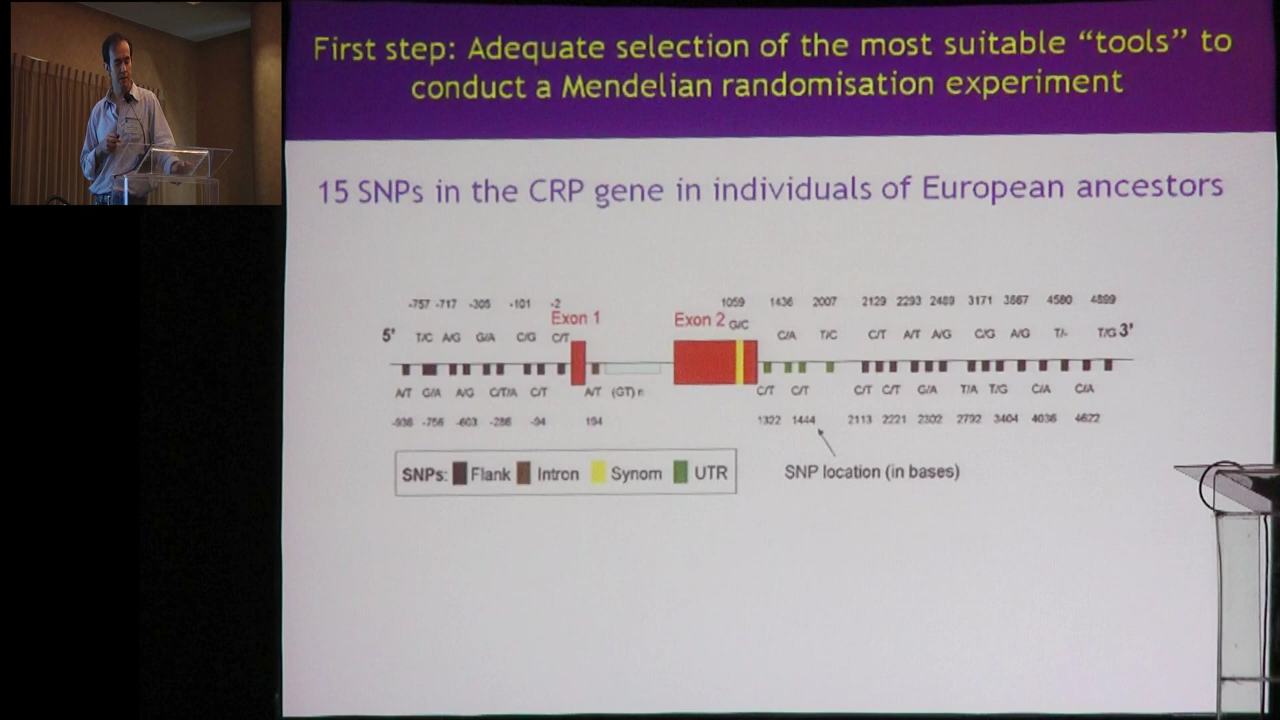 First step: Adequate selection of the most suitable “tools” to
conduct a Mendelian randomisation experiment
15 SNPs in the CRP gene in individuals of European ancestors
-757 -717 -305 -101 -2 1059 1436 2007 2129 2293 2489 3171 3667 4580 4899
Exon 1 Exon 2 G/C
5' T/C A/G G/A C/G C/T C/A T/C C/T A/T A/G C/G A/G T/- T/G 3'
A/T G/A A/G C/T/A C/T A/T (GT)n C/T C/T C/T C/T G/A T/A T/G C/A C/A
-936 -756 -603 -286 -94 194 1322 1444 2113 2221 2302 2792 3404 4036 4622
SNPs: Flank Intron Synom UTR
SNP location (in bases)